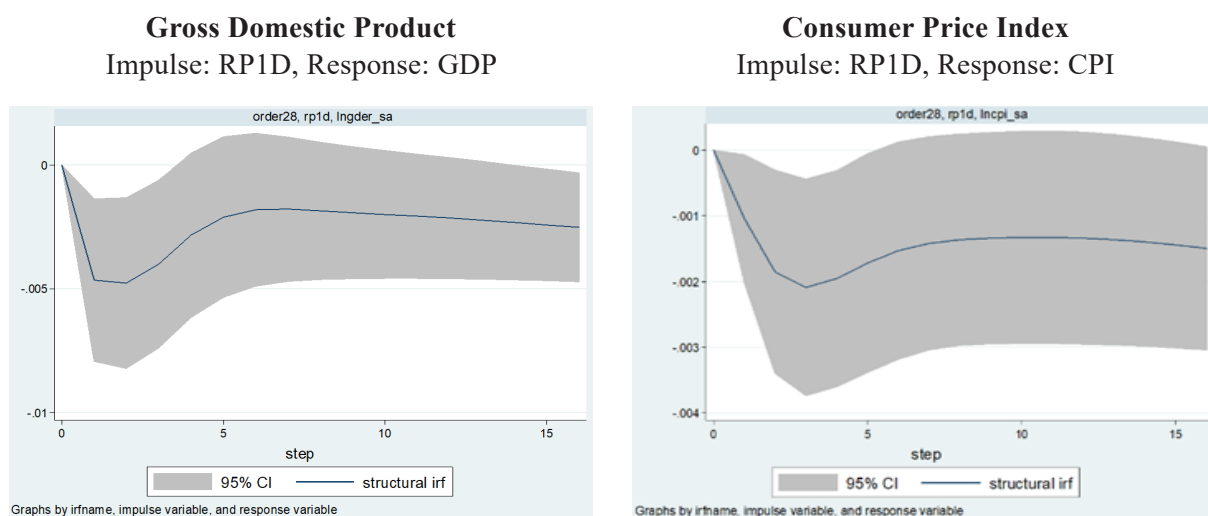 Gross Domestic Product
Impulse: RP1D, Response: GDP
order28, rp1d, lngder_sa
0
-.005
-.01
0
5
10
15
step
95% CI
structural irf
Graphs by irfname, impulse variable, and response variable
Consumer Price Index
Impulse: RP1D, Response: CPI
order28, rp1d, lncpi_sa
0
-.001
-.002
-.003
-.004
0
5
10
15
step
95% CI
structural irf
Graphs by irfname, impulse variable, and response variable